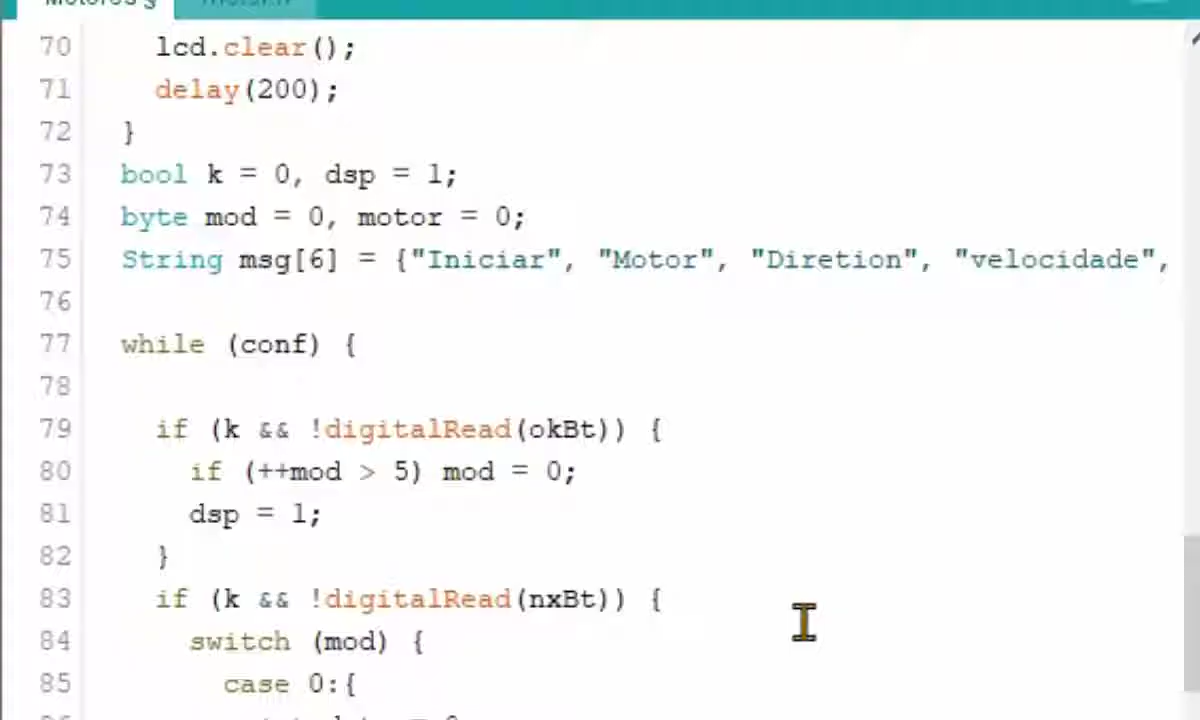 70 lcd.clear();
71 delay(200);
72 }
73 bool k = 0, dsp = 1;
74 byte mod = 0, motor = 0;
75 String msg[6] = {"Iniciar", "Motor", "Diretion", "velocidade",
76
77 while (conf) {
78
79 if (k && !digitalRead(okBt)) {
80 if (++mod > 5) mod = 0;
81 dsp = 1;
82 }
83 if (k && !digitalRead(nxBt)) {
84 switch (mod) {
85 case 0:{